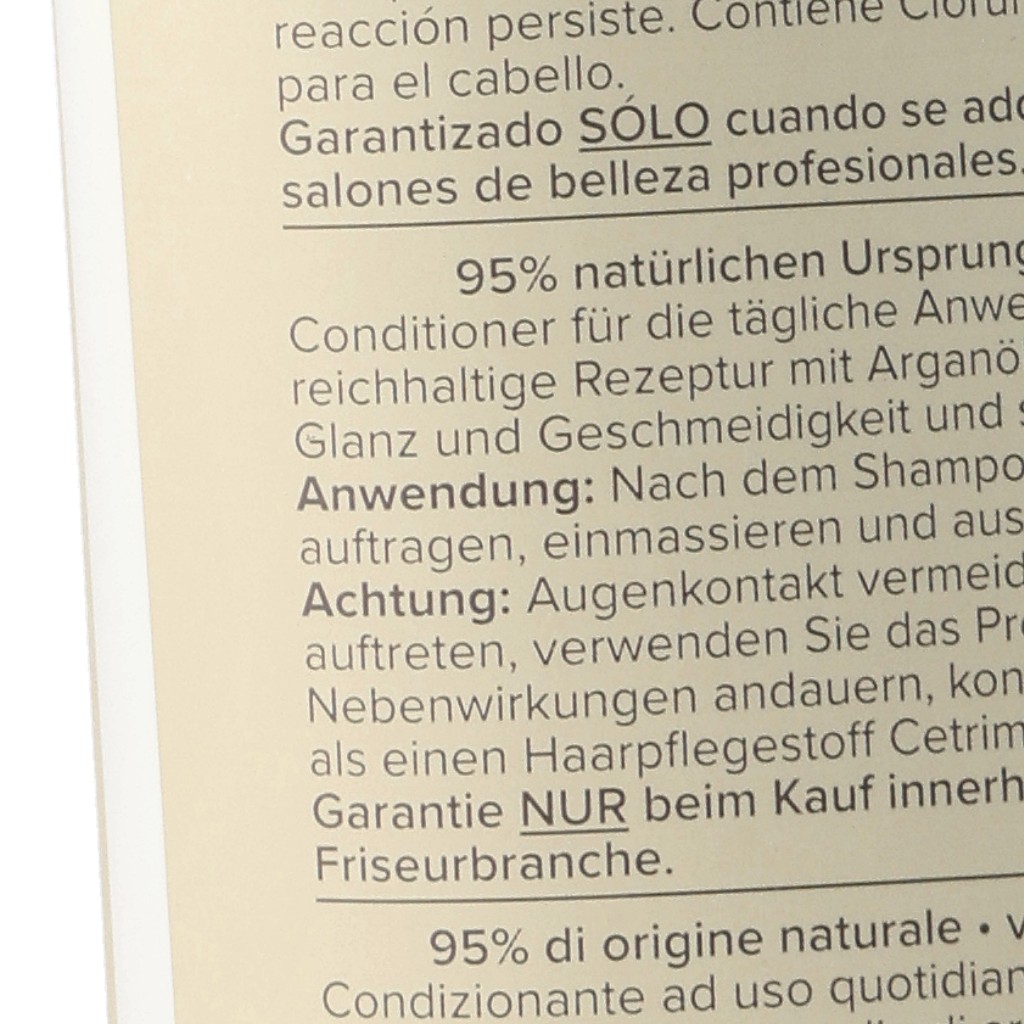 reacción persiste. Contiene
para el cabello.
Garantizado SÓLO cuando se
salones de belleza profesionales.
95% natürlichen
Conditioner für die tägliche
reichhaltige Rezeptur mit
Glanz und Geschmeidigkeit und
Anwendung: Nach dem
auftragen, einmassieren und
Achtung: Augenkontakt
auftreten, verwenden Sie das
Nebenwirkungen andauern,
als einen Haarpflegestoff
Garantie NUR beim Kauf
Friseurbranche.
95% di origine naturale •
Condizionante ad uso